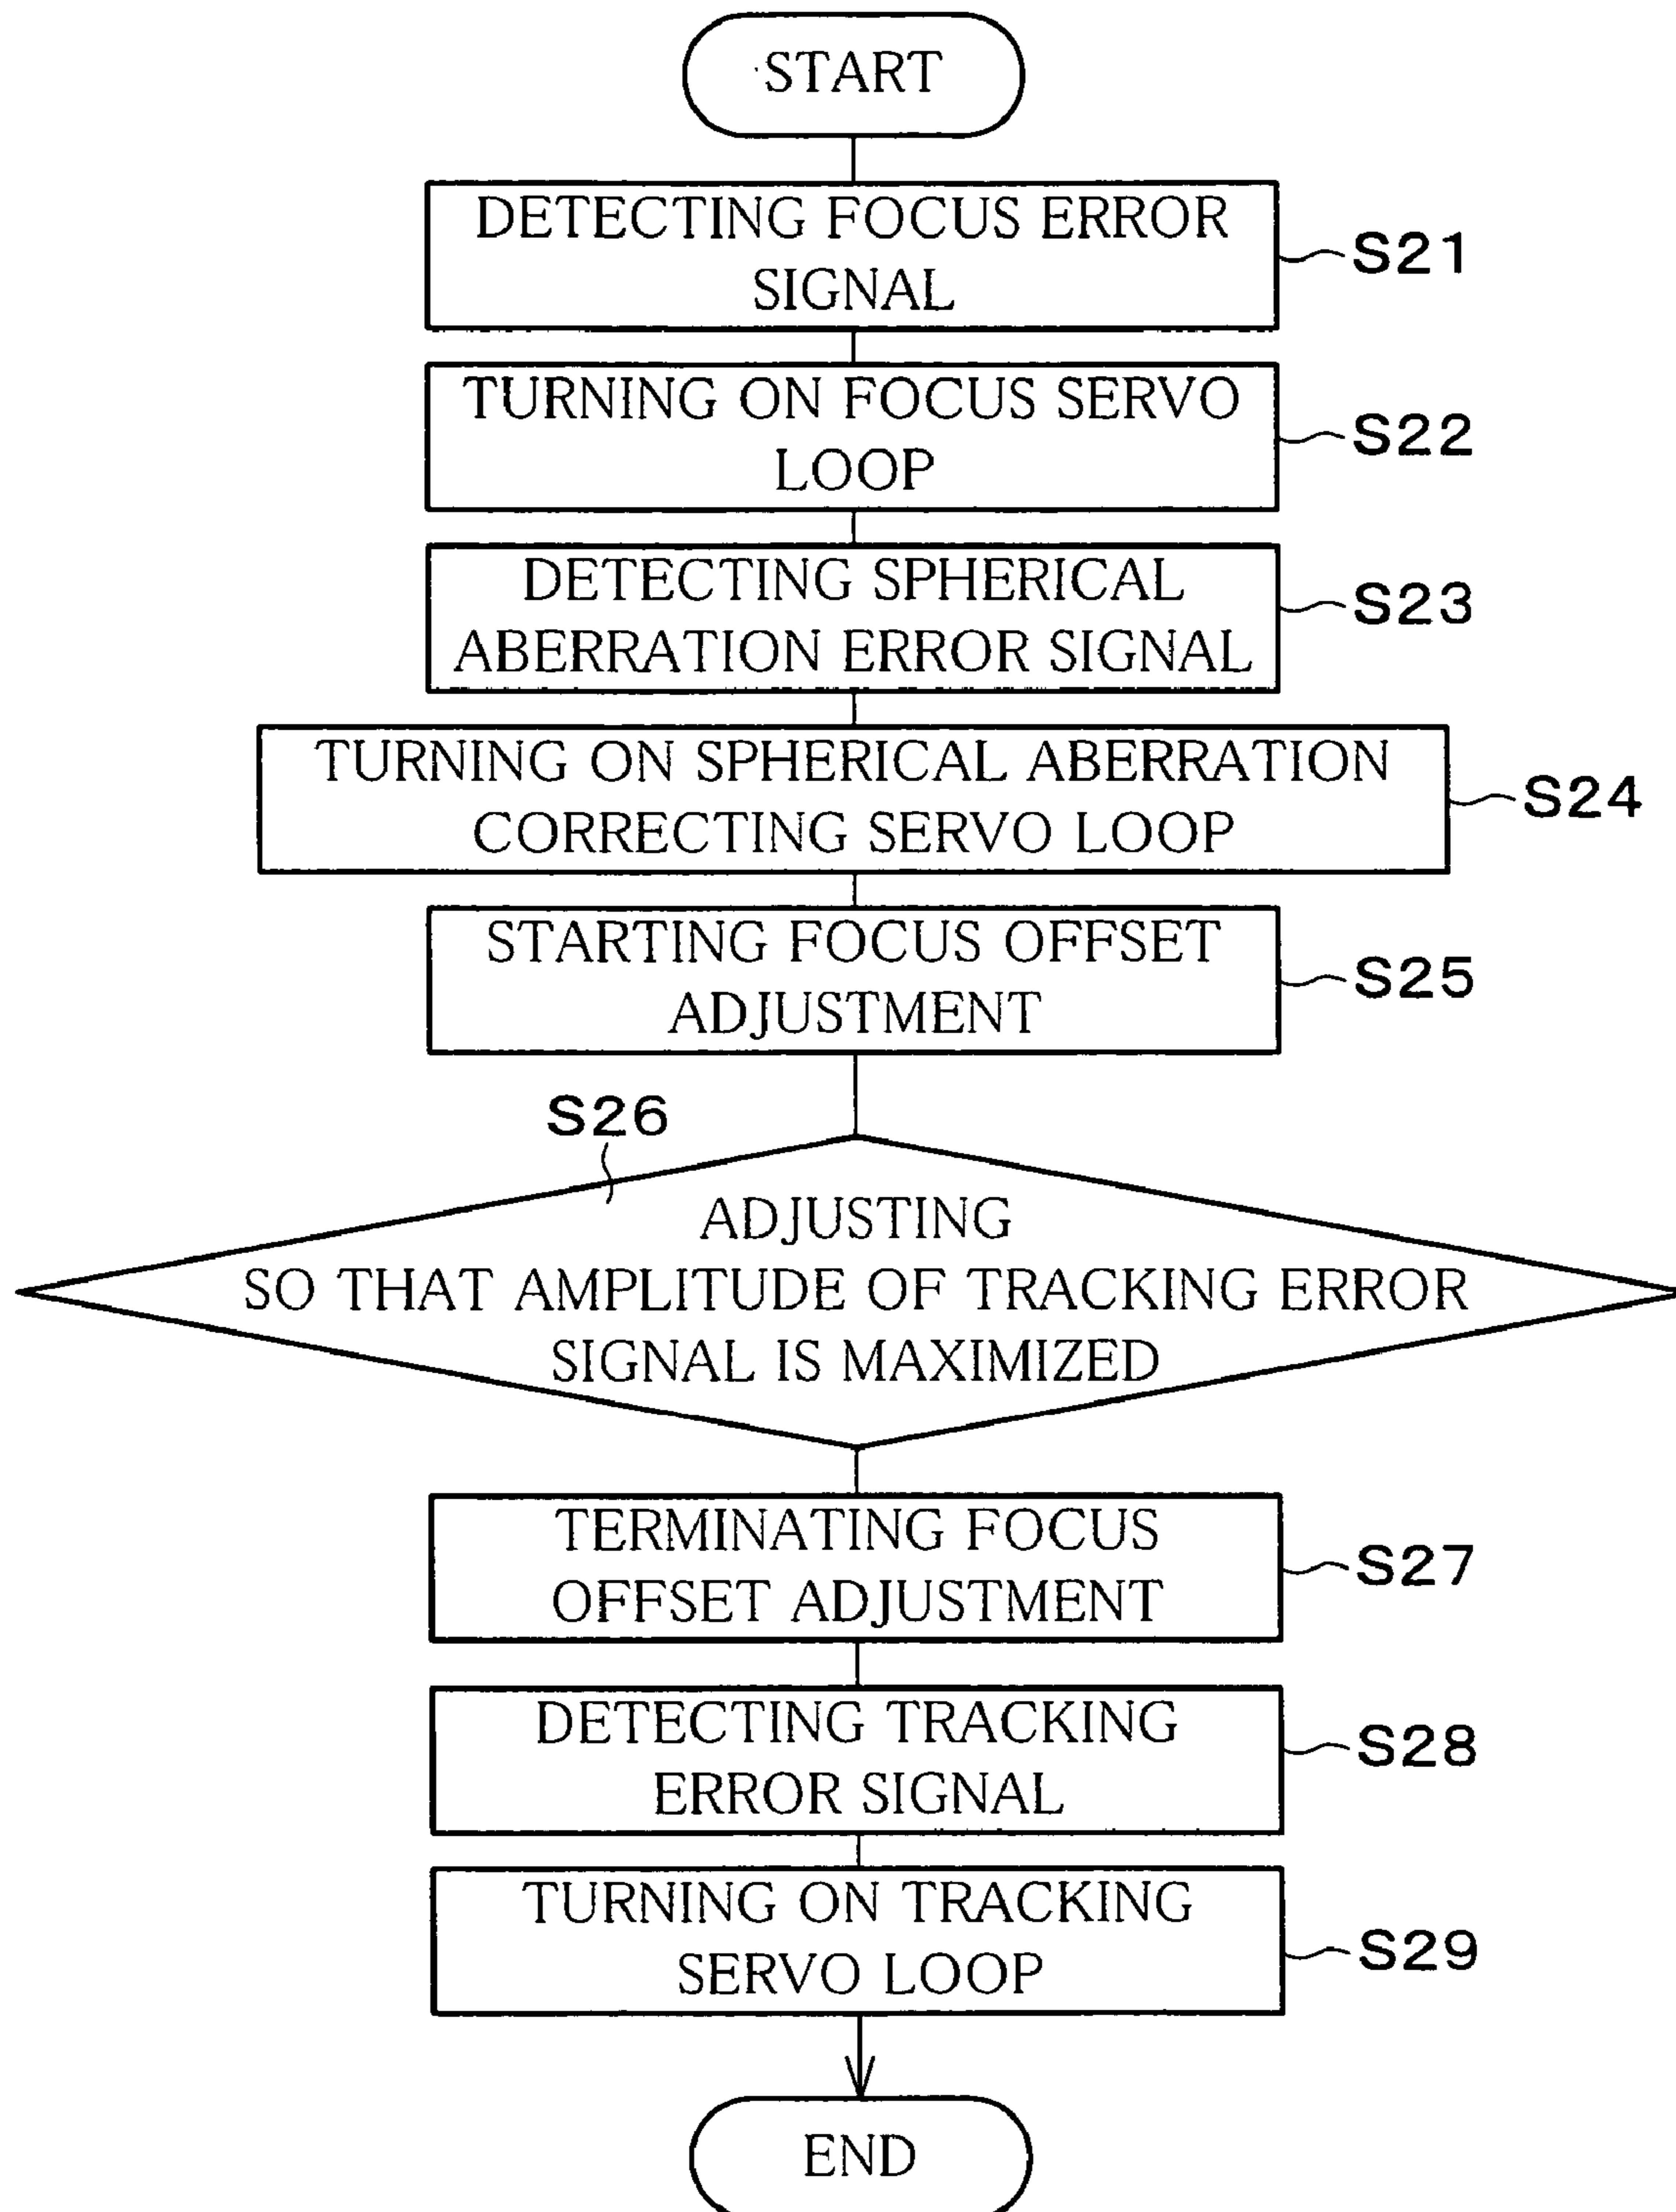 START
DETECTING FOCUS ERROR
SIGNAL
S21
TURNING ON FOCUS SERVO
LOOP
S22
DETECTING SPHERICAL
ABERRATION ERROR SIGNAL
S23
TURNING ON SPHERICAL ABERRATION
CORRECTING SERVO LOOP
S24
STARTING FOCUS OFFSET
ADJUSTMENT
S25
S26
ADJUSTING
SO THAT AMPLITUDE OF TRACKING ERROR
SIGNAL IS MAXIMIZED
TERMINATING FOCUS
OFFSET ADJUSTMENT
S27
DETECTING TRACKING
ERROR SIGNAL
S28
TURNING ON TRACKING
SERVO LOOP
S29
END